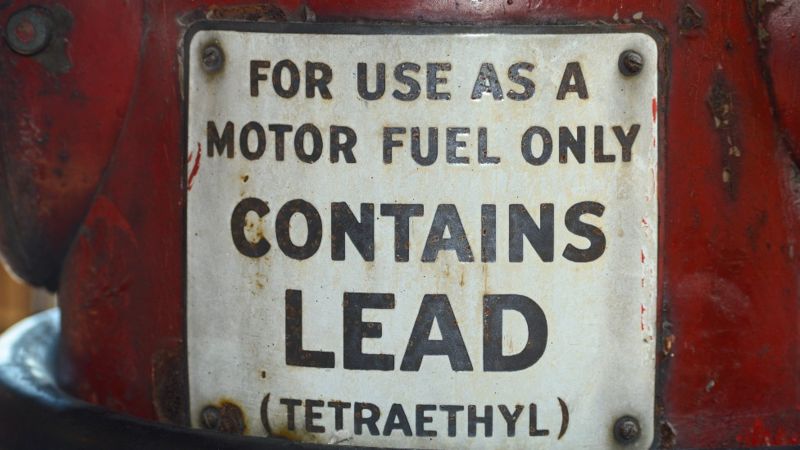 FOR USE AS A
MOTOR FUEL ONLY
CONTAINS
LEAD
(TETRAETHYL)